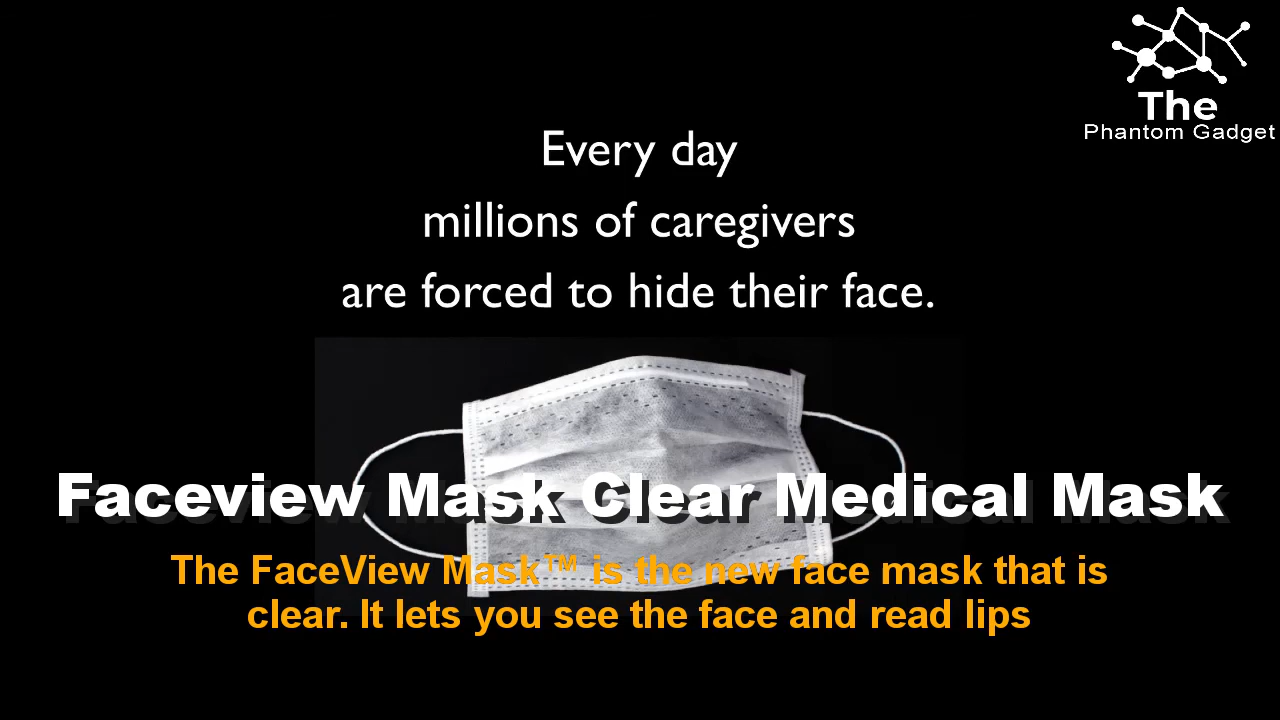 The
Phantom Gadget
Every day
millions of caregivers
are forced to hide their face.
Faceview Mask Clear Medical Mask
The FaceView Mask™ is the new face mask that is
clear. It lets you see the face and read lips